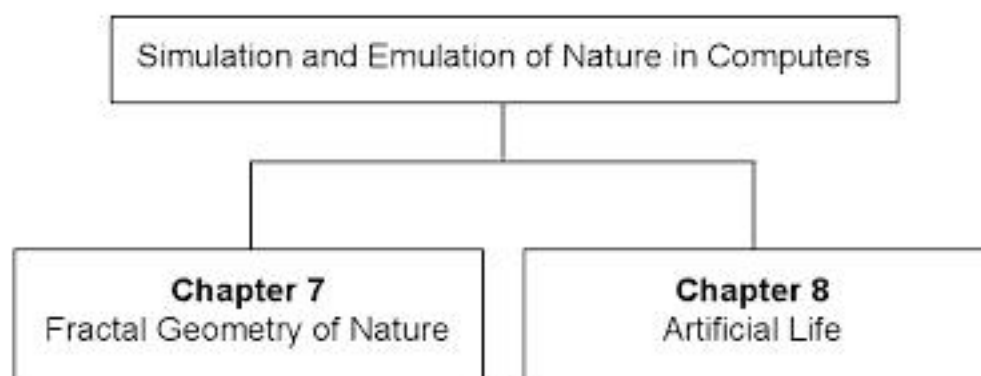 Simulation and Emulation of Nature in Computers
Chapter 7
Fractal Geometry of Nature
Chapter 8
Artificial Life